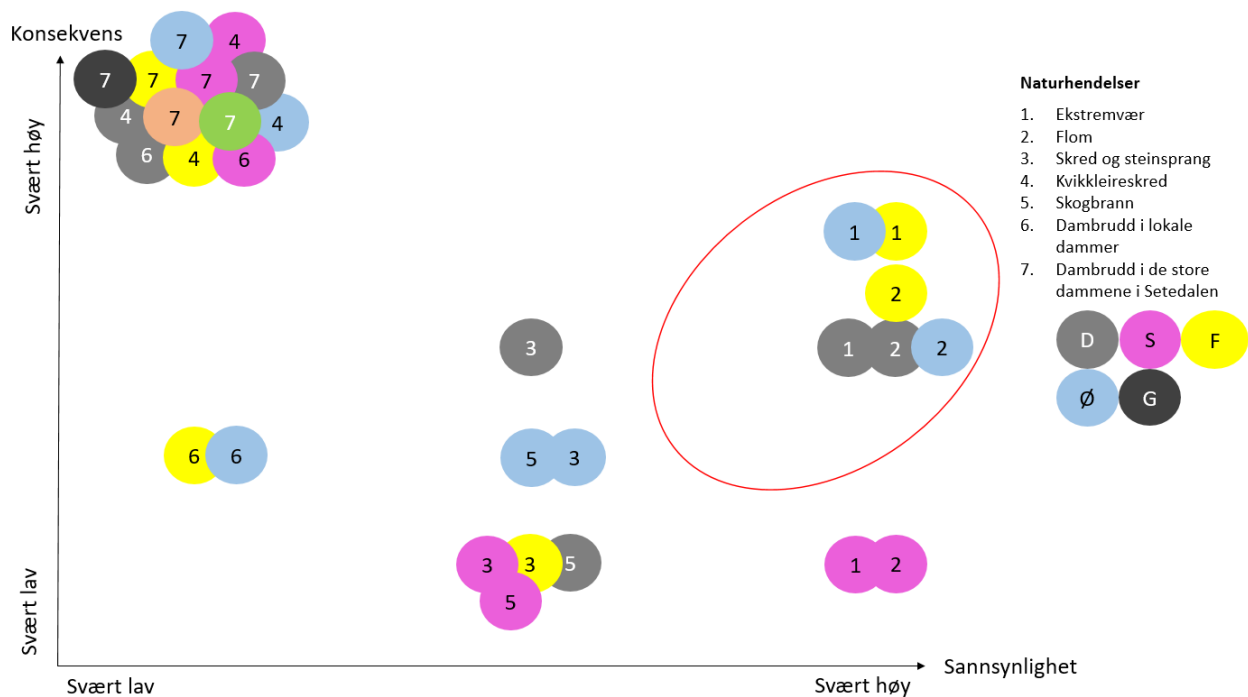 Konsekvens
Svært høy
Svært lav
7 4
7 7 7 7
4 7 7 4
6 4 6
1 1
2
3 1 2 2
6 6 5 3
3 3 5 1 2
5
Svært lav Svært høy
Sannsynlighet
Naturhendelser
1. Ekstremvær
2. Flom
3. Skred og steinsprang
4. Kvikkleireskred
5. Skogbrann
6. Dambrudd i lokale
dammer
7. Dambrudd i de store
dammene i Setedalen
D S F
Ø G